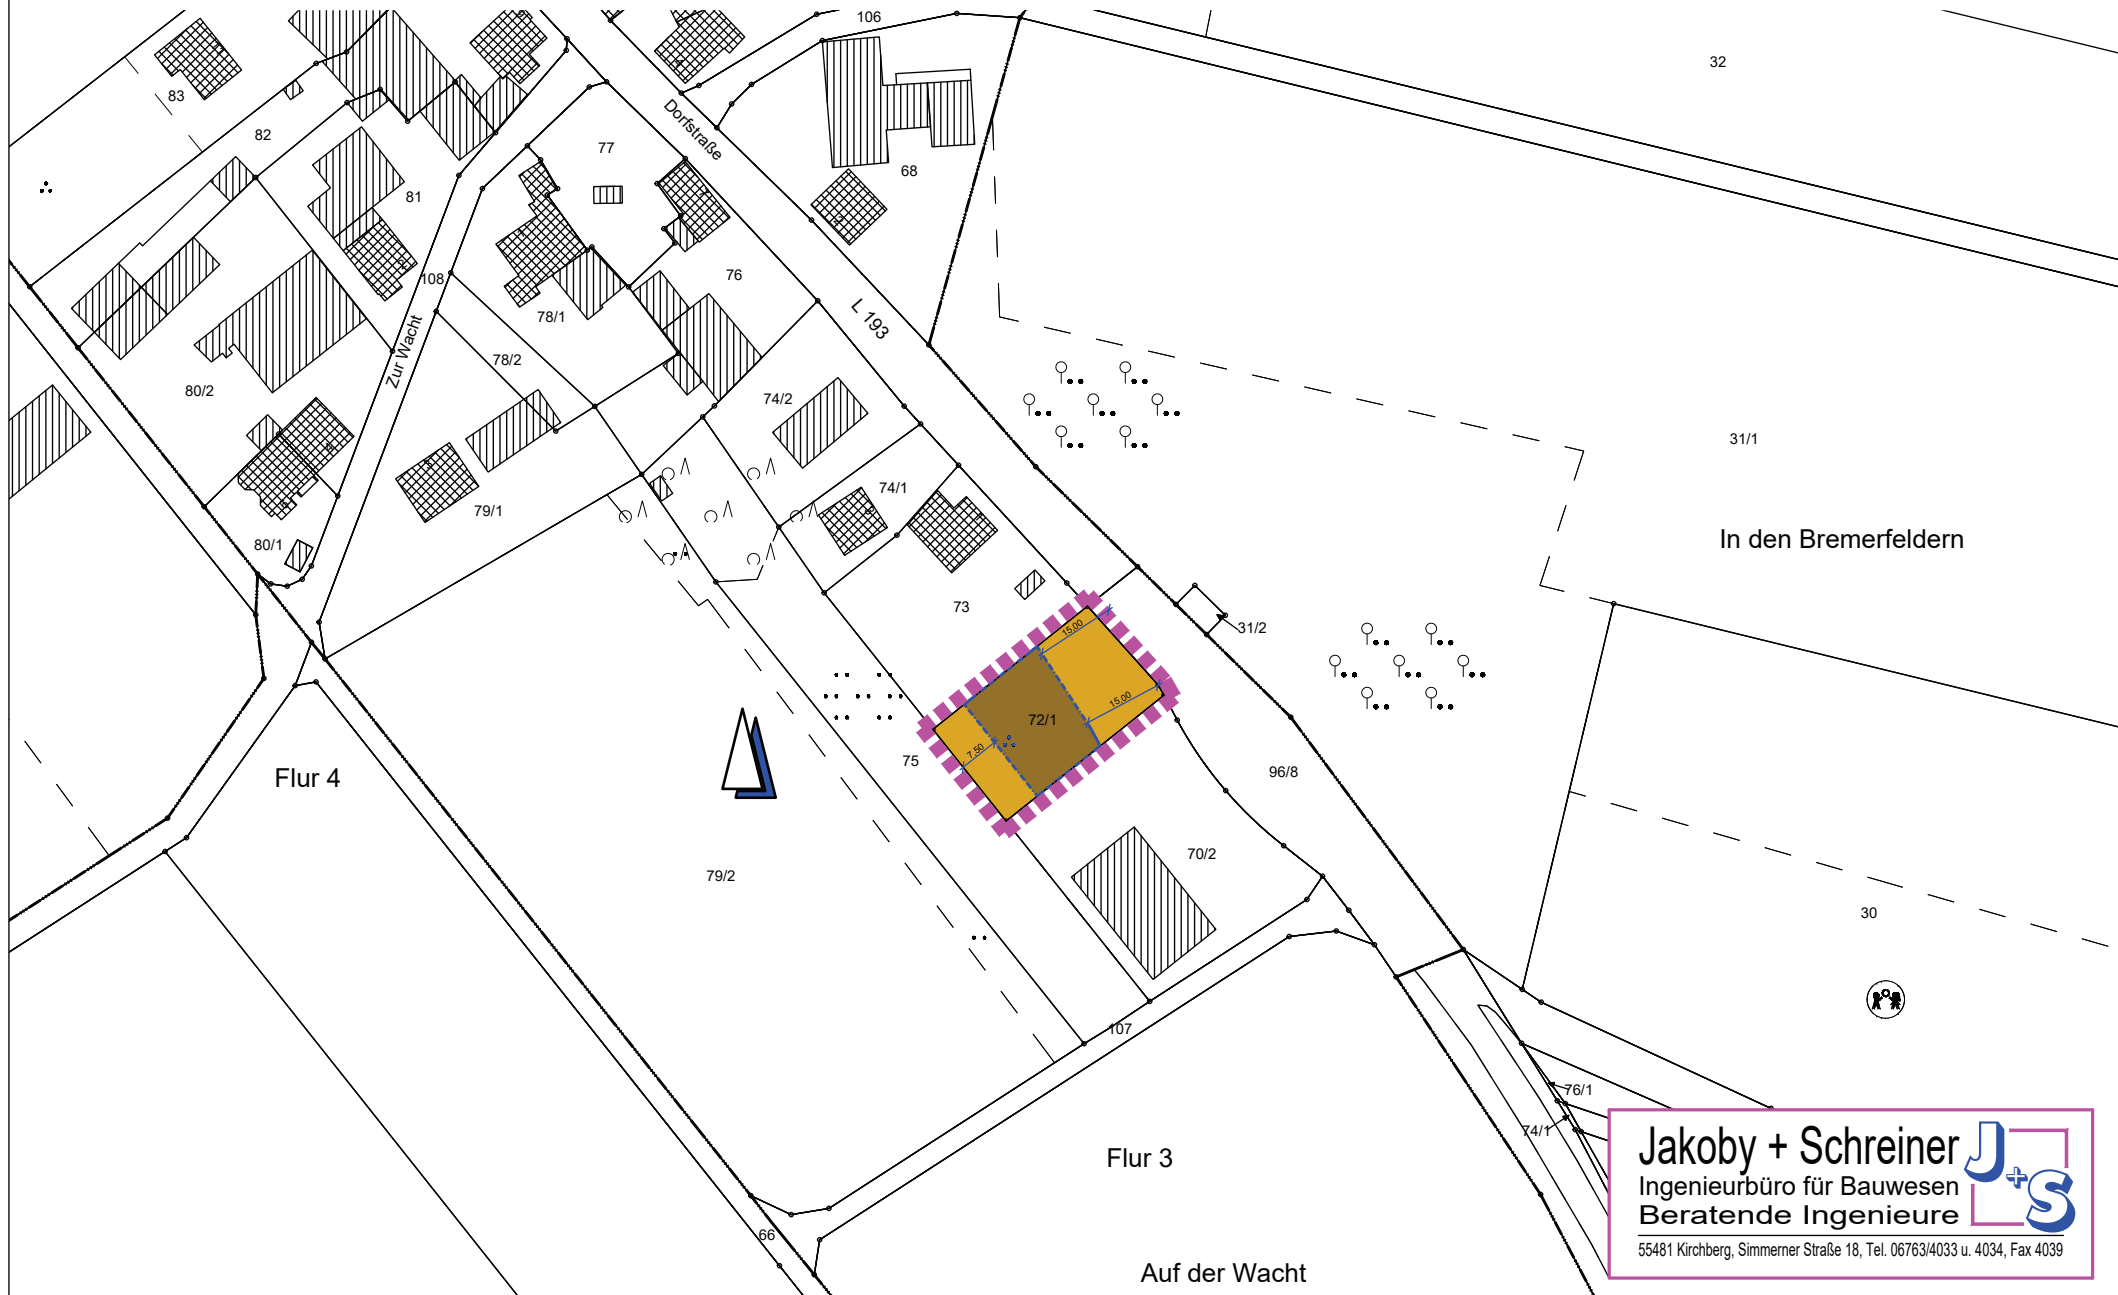 106
32
83
Dorfstraße
82
77
68
81
76
108
L 193
78/1
Zur Wacht
78/2
80/2
74/2
31/1
74/1
79/1
In den Bremerfeldern
80/1
73
15,00
31/2
15,00
72/1
7,50
75
96/8
Flur 4
70/2
79/2
30
107
76/1
74/1
Flur 3
66
Auf der Wacht
Jakoby + Schreiner
Ingenieurbüro für Bauwesen
Beratende Ingenieure
J+S
55481 Kirchberg, Simmerner Straße 18, Tel. 06763/4033 u. 4034, Fax 4039